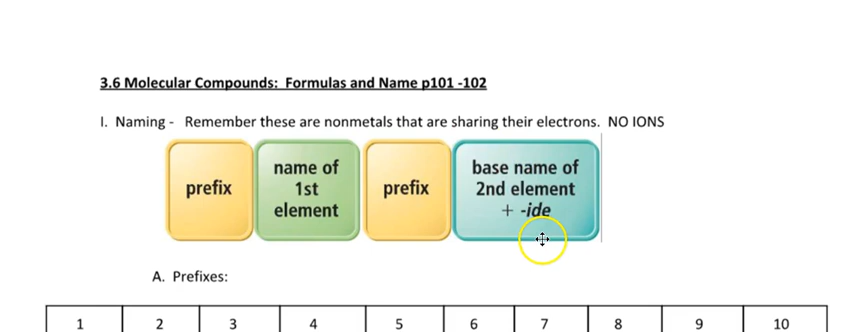 3.6 Molecular Compounds:  Formulas and Name p101 -102
I.  Naming -   Remember these are nonmetals that are sharing their electrons.  NO IONS
prefix
name of
1st
element
prefix
base name of
2nd element
+ -ide
A.  Prefixes:
1 2 3 4 5 6 7 8 9 10